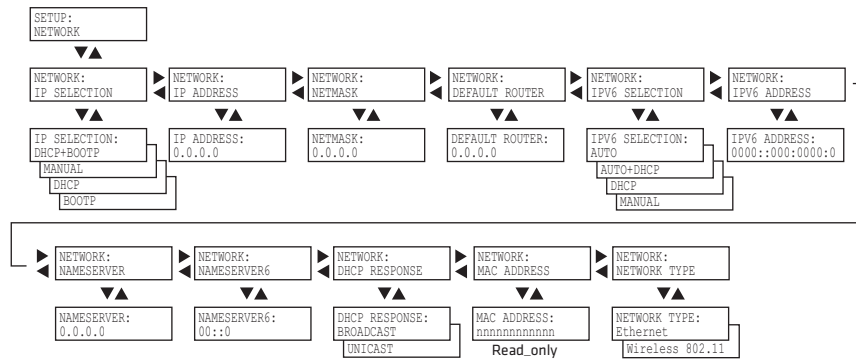 SETUP:
NETWORK
NETWORK:
IP SELECTION
NETWORK:
IP ADDRESS
NETWORK:
NETMASK
NETWORK:
DEFAULT ROUTER
NETWORK:
IPV6 SELECTION
NETWORK:
IPV6 ADDRESS
IP SELECTION:
DHCP+BOOTP
MANUAL
DHCP
BOOTP
IP ADDRESS:
0.0.0.0
NETMASK:
0.0.0.0
DEFAULT ROUTER:
0.0.0.0
IPV6 SELECTION:
AUTO
AUTO+DHCP
DHCP
MANUAL
IPV6 ADDRESS:
0000::000:0000:0
NETWORK:
NAMESERVER
NETWORK:
NAMESERVER6
NETWORK:
DHCP RESPONSE
NETWORK:
MAC ADDRESS
NETWORK:
NETWORK TYPE
NAMESERVER:
0.0.0.0
NAMESERVER6:
00::0
DHCP RESPONSE:
BROADCAST
UNICAST
MAC ADDRESS:
nnnnnnnnnnnn
Read_only
NETWORK TYPE:
Ethernet
Wireless 802.11